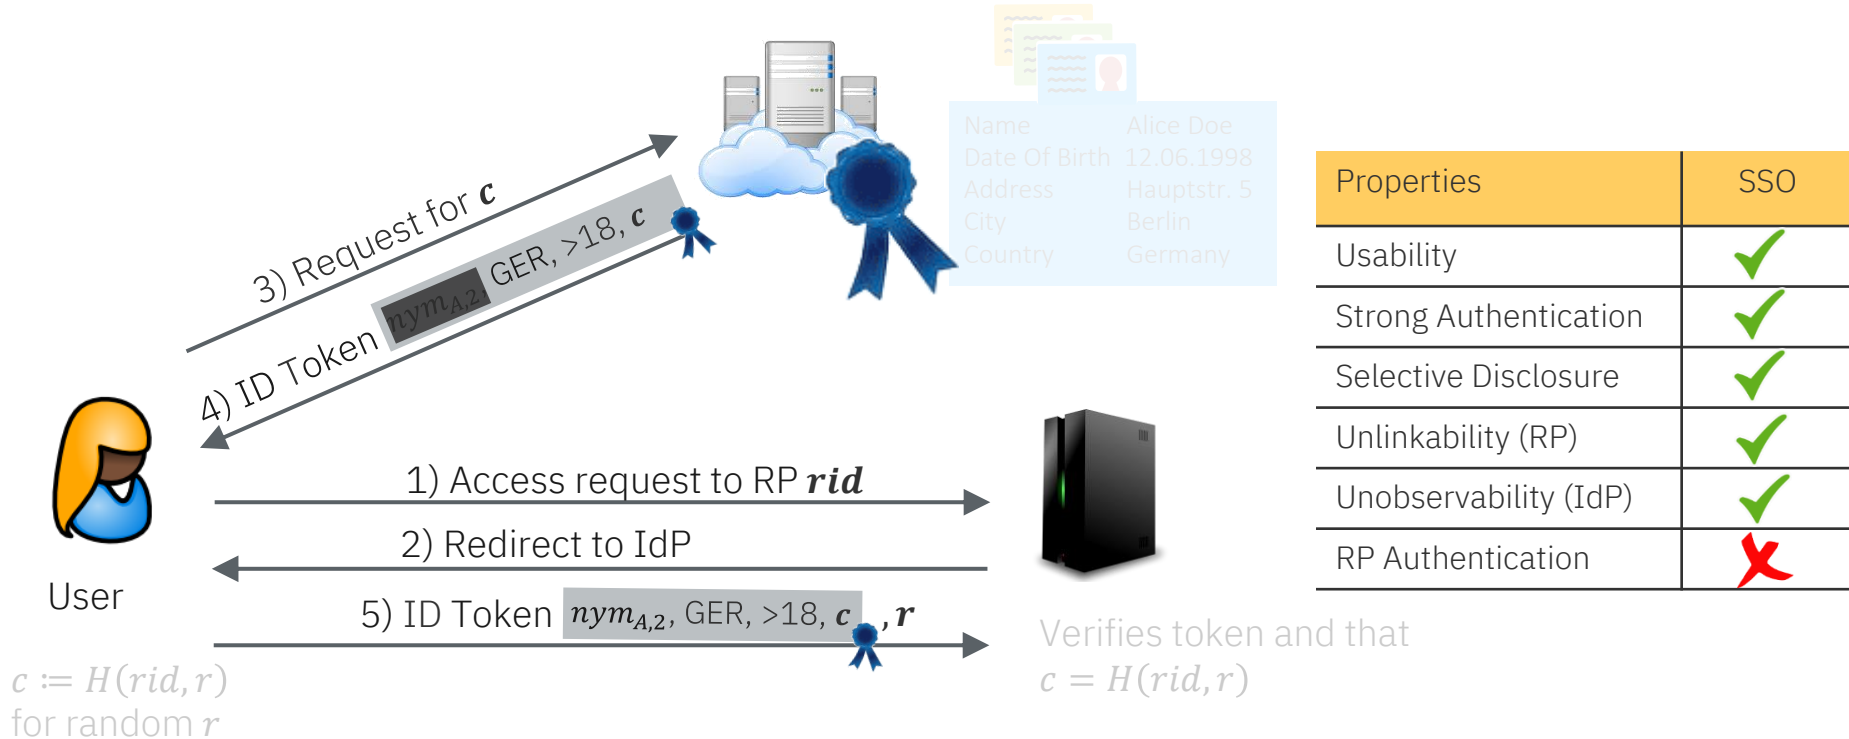 Name Alice Doe
Date Of Birth 12.06.1998
Address Hauptstr. 5
City Berlin
Country Germany
3) Request for c
4) ID Token nym_{A,2}, GER, >18, c
1) Access request to RP rid
2) Redirect to IdP
5) ID Token nym_{A,2}, GER, >18, c , r
User
c ≔ H(rid, r)
for random r
Verifies token and that
c = H(rid, r)
Properties SSO
Usability
Strong Authentication
Selective Disclosure
Unlinkability (RP)
Unobservability (IdP)
RP Authentication